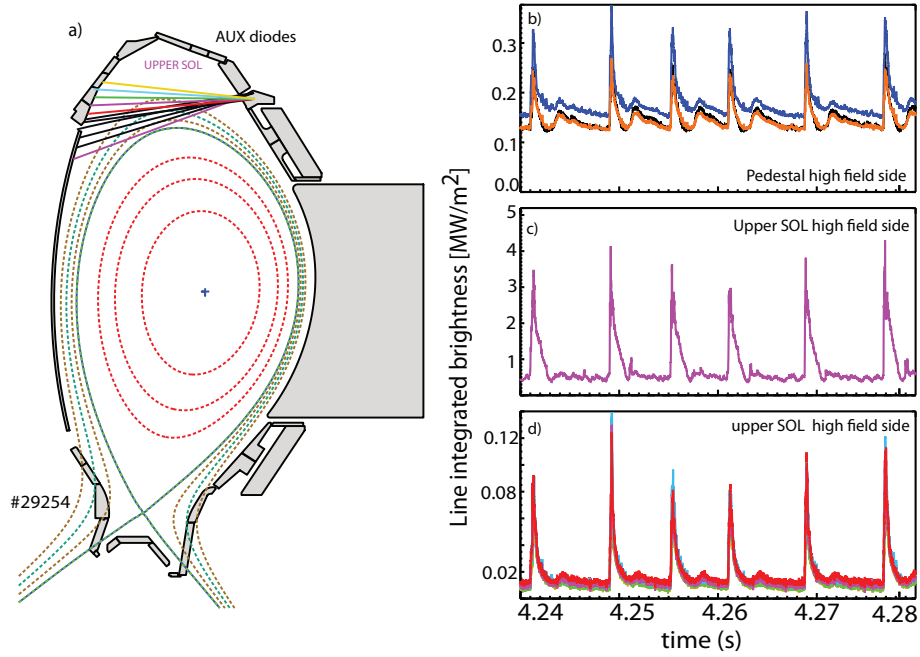 a)
AUX diodes
UPPER SOL
#29254
Line integrated brightness [MW/m²]
b)
0.3
0.2
0.1
0.0
Pedestal high field side
c)
Upper SOL high field side
5
4
3
2
1
d)
upper SOL high field side
0.12
0.08
0.02
4.24
4.25
4.26
4.27
4.28
time (s)